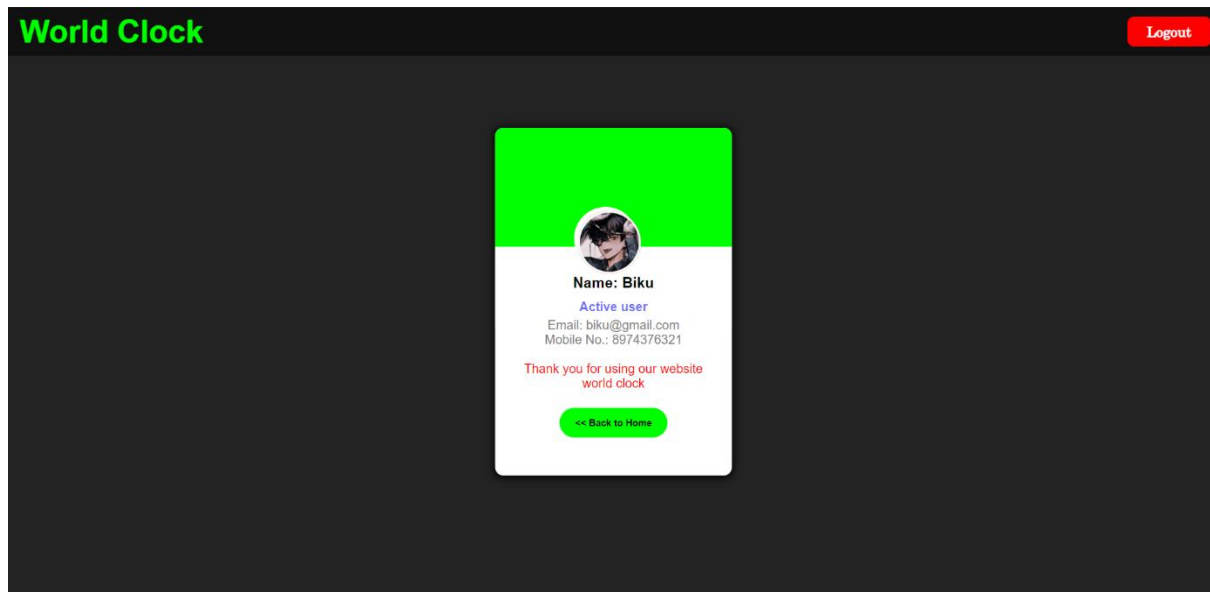 World Clock
Logout
Name: Biku
Active user
Email: biku@gmail.com
Mobile No.: 8974376321
Thank you for using our website
world clock
<< Back to Home